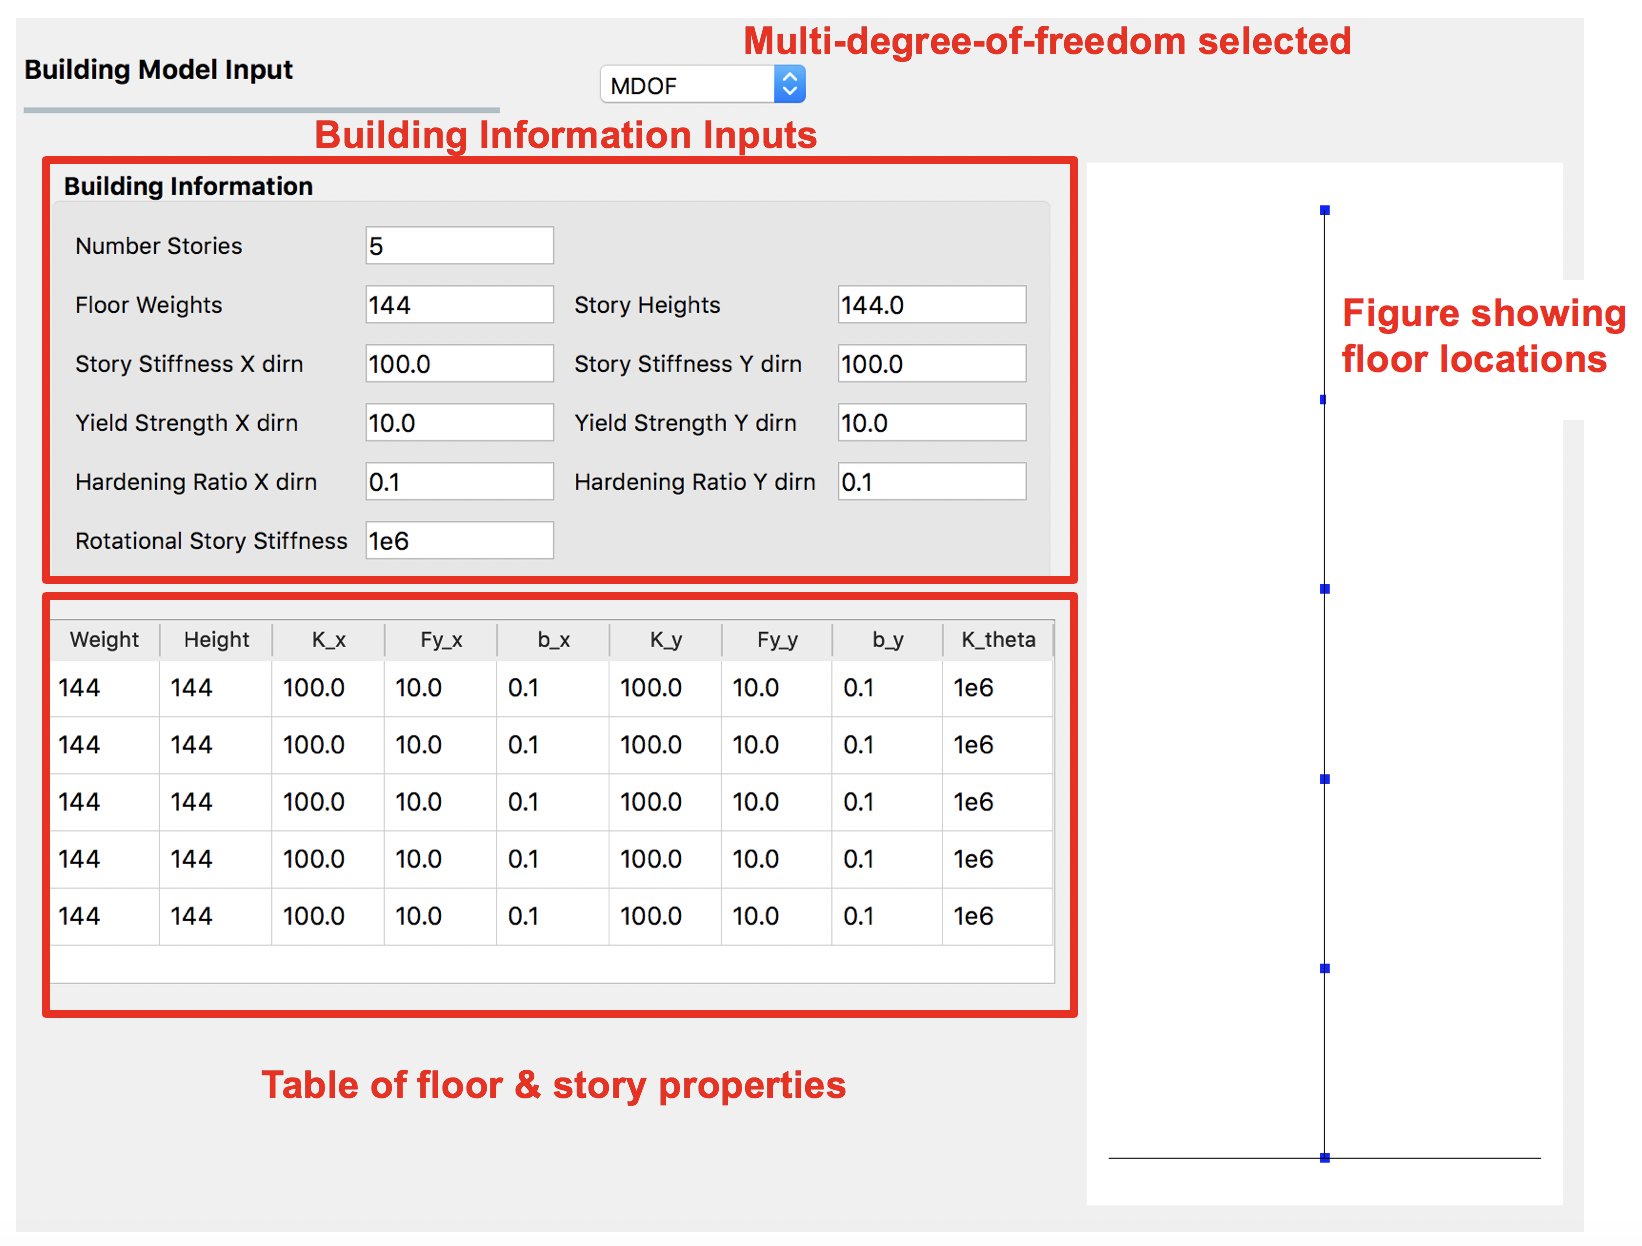 Multi-degree-of-freedom selected
Building Model Input
MDOF
Building Information Inputs
Building Information
Number Stories 5
Floor Weights 144 Story Heights 144.0
Story Stiffness X dirn 100.0 Story Stiffness Y dirn 100.0
Yield Strength X dirn 10.0 Yield Strength Y dirn 10.0
Hardening Ratio X dirn 0.1 Hardening Ratio Y dirn 0.1
Rotational Story Stiffness 1e6
Figure showing
floor locations
Weight Height K_x Fy_x b_x K_y Fy_y b_y K_theta
144 144 100.0 10.0 0.1 100.0 10.0 0.1 1e6
144 144 100.0 10.0 0.1 100.0 10.0 0.1 1e6
144 144 100.0 10.0 0.1 100.0 10.0 0.1 1e6
144 144 100.0 10.0 0.1 100.0 10.0 0.1 1e6
144 144 100.0 10.0 0.1 100.0 10.0 0.1 1e6
Table of floor & story properties